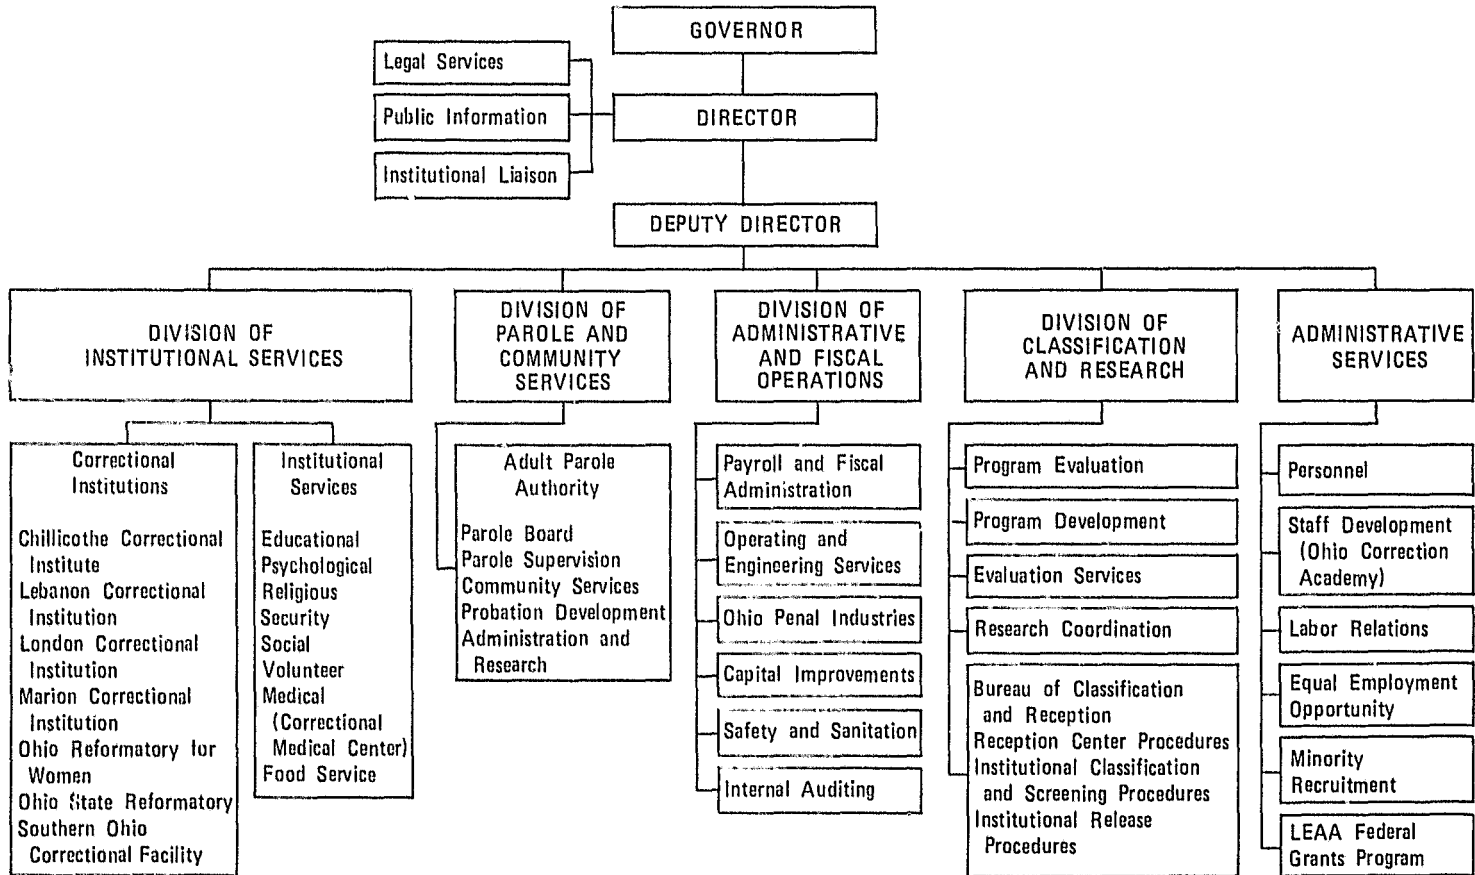 GOVERNOR
Legal Services
Public Information
DIRECTOR
Institutional Liaison
DEPUTY DIRECTOR
DIVISION OF
INSTITUTIONAL SERVICES
DIVISION OF
PAROLE AND
COMMUNITY
SERVICES
DIVISION OF
ADMINISTRATIVE
AND FISCAL
OPERATIONS
DIVISION OF
CLASSIFICATION
AND RESEARCH
ADMINISTRATIVE
SERVICES
Correctional
Institutions
Chillicothe Correctional
Institute
Lebanon Correctional
Institution
London Correctional
Institution
Marion Correctional
Institution
Ohio Reformatory for
Women
Ohio State Reformatory
Southern Ohio
Correctional Facility
Institutional
Services
Educational
Psychological
Religious
Security
Social
Volunteer
Medical
(Correctional
Medical Center)
Food Service
Adult Parole
Authority
Parole Board
Parole Supervision
Community Services
Probation Development
Administration and
Research
Payroll and Fiscal
Administration
Operating and
Engineering Services
Ohio Penal Industries
Capital Improvements
Safety and Sanitation
Internal Auditing
Program Evaluation
Program Development
Evaluation Services
Research Coordination
Bureau of Classification
and Reception
Reception Center Procedures
Institutional Classification
and Screening Procedures
Institutional Release
Procedures
Personnel
Staff Development
(Ohio Correction
Academy)
Labor Relations
Equal Employment
Opportunity
Minority
Recruitment
LEAA Federal
Grants Program